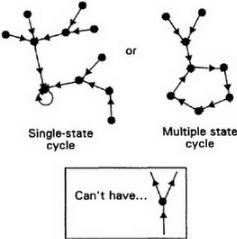 or
Single-state
cycle
Multiple state
cycle
Can't have...